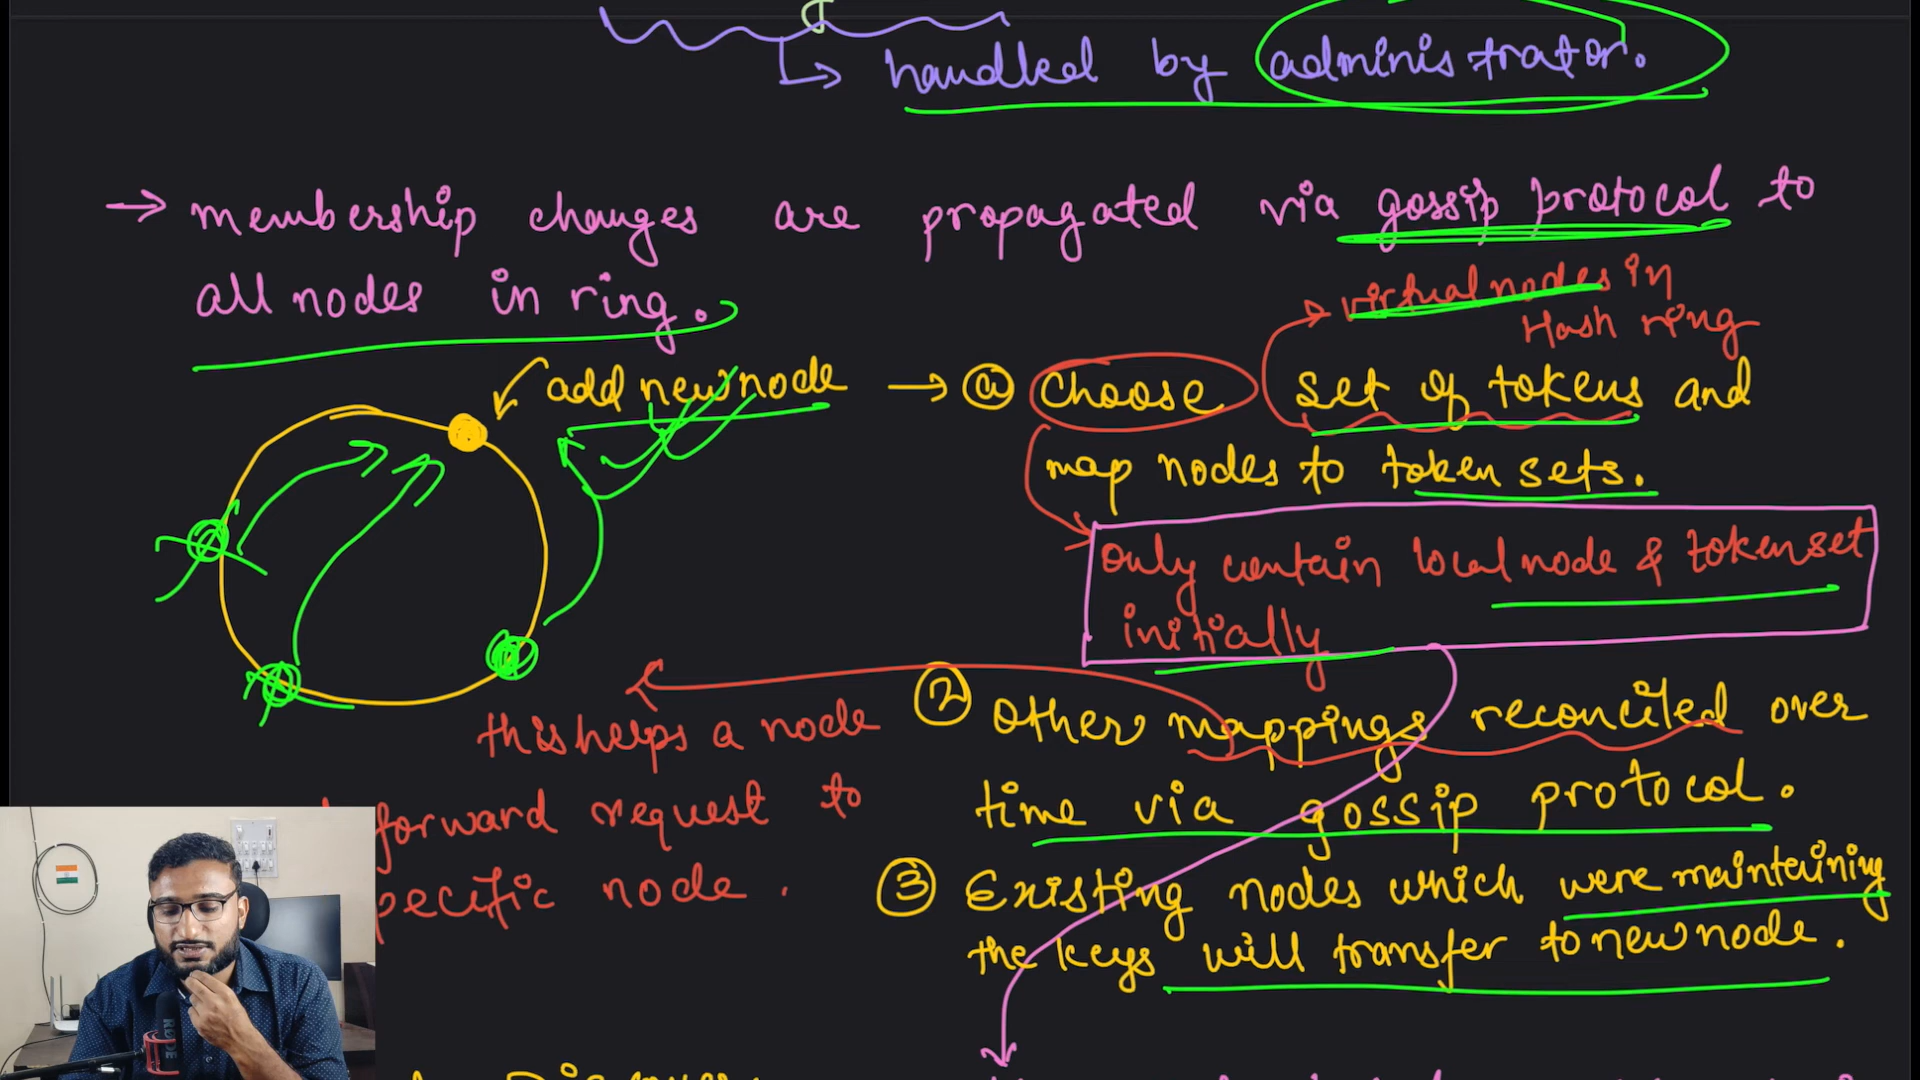 ↳ handled by administrator.
→ membership changes are propagated via gossip protocol to
all nodes in ring.
→ virtual nodes in
Hash ring
add new node → ⓐ Choose set of tokens and
map nodes to token sets.
Only contain local node & tokenset
initially
② Other mappings reconciled over
time via gossip protocol.
this helps a node
forward request to
pecific node.
③ Existing nodes which were maintaining
the keys will transfer to new node.
RODE